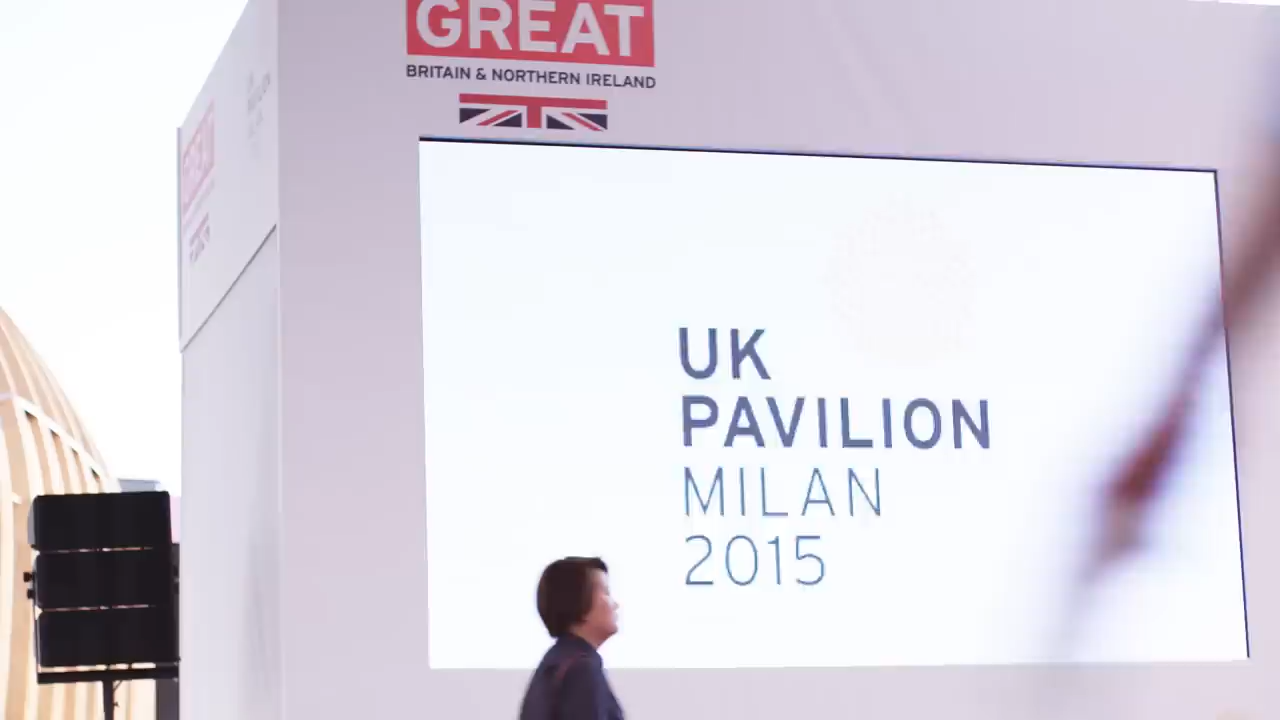 GREAT
BRITAIN & NORTHERN IRELAND
UK
PAVILION
MILAN
2015